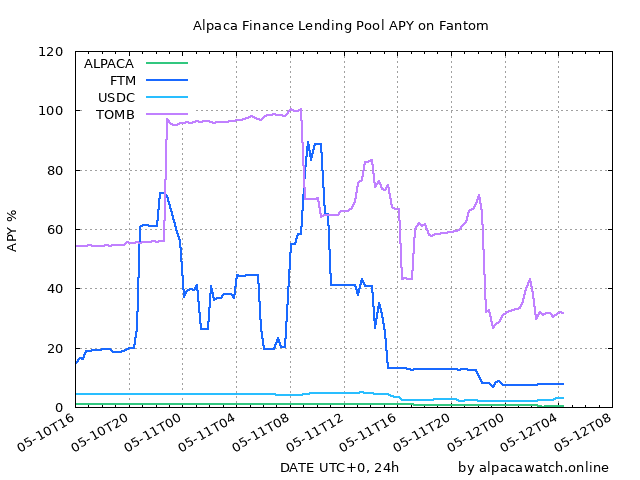 Alpaca Finance Lending Pool APY on Fantom
120
100
80
60
40
20
0
APY %
ALPACA
FTM
USDC
TOMB
05-10T16
05-10T20
05-11T00
05-11T04
05-11T08
05-11T12
05-11T16
05-11T20
05-12T00
05-12T04
05-12T08
DATE UTC+0, 24h
by alpacawatch.online